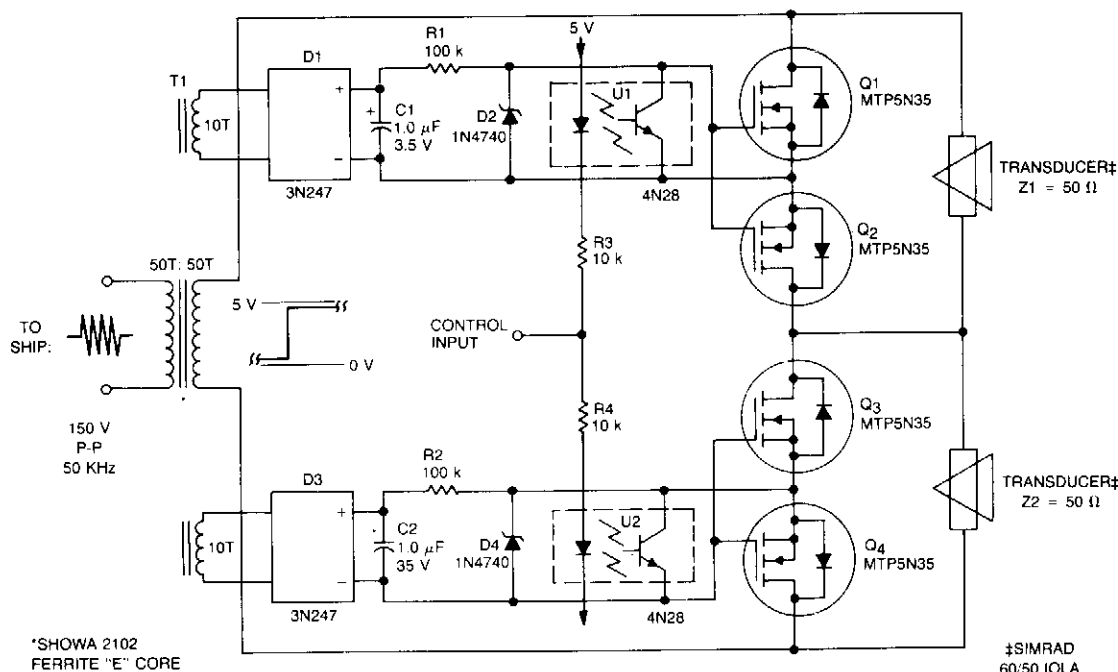 T1
10T
D1
+
−
3N247
C1
+
1.0 μF
3.5 V
R1
100 k
D2
1N4740
5 V
U1
4N28
Q1
MTP5N35
Q2
MTP5N35
TRANSDUCER‡
Z1 = 50 Ω
R3
10 k
50T: 50T
TO
SHIP:
150 V
P-P
50 KHz
5 V
0 V
CONTROL
INPUT
R4
10 k
Q3
MTP5N35
Q4
MTP5N35
TRANSDUCER‡
Z2 = 50 Ω
10T
D3
+
−
3N247
C2
1.0 μF
35 V
R2
100 k
D4
1N4740
U2
4N28
*SHOWA 2102
FERRITE "E" CORE
‡SIMRAD
60/50 IOLA